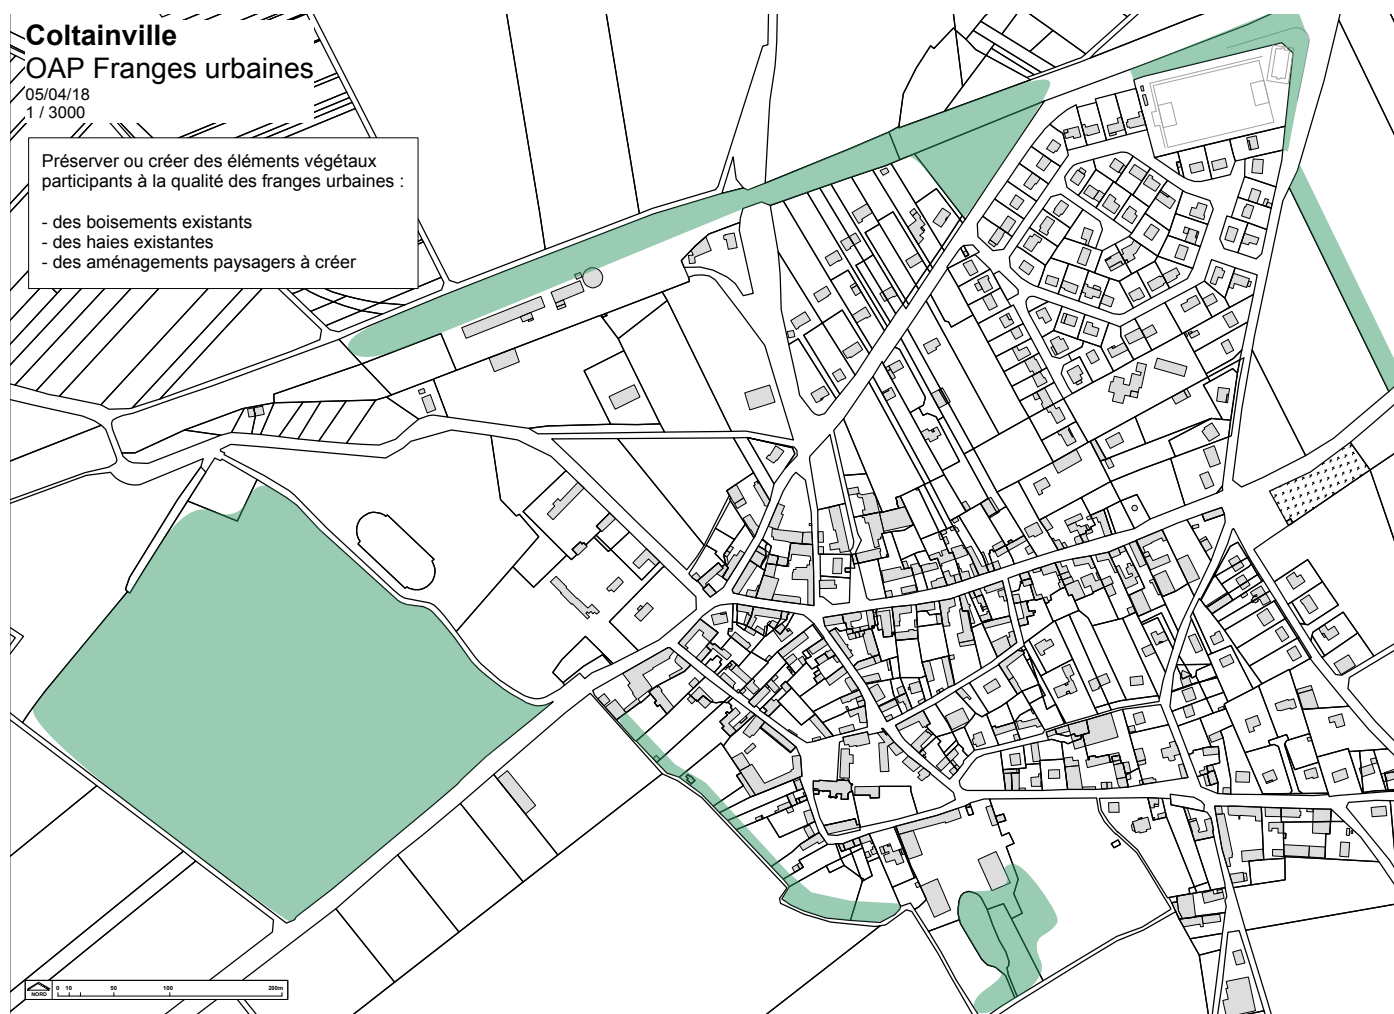 Coltainville
OAP Franges urbaines
05/04/18
1 / 3000
Préserver ou créer des éléments végétaux
participants à la qualité des franges urbaines :
- des boisements existants
- des haies existantes
- des aménagements paysagers à créer
NORD
0 10 50 100 200m